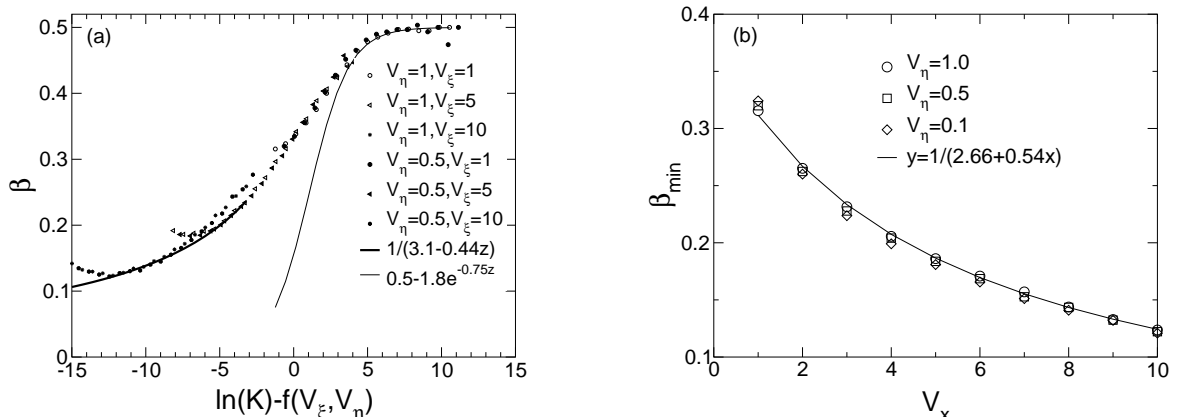 (a)
0.5
0.4
0.3
0.2
0.1
0
β
-15 -10 -5 0 5 10 15
ln(K)-f(V_ξ,V_η)
V_η=1,V_ξ=1
V_η=1,V_ξ=5
V_η=1,V_ξ=10
V_η=0.5,V_ξ=1
V_η=0.5,V_ξ=5
V_η=0.5,V_ξ=10
1/(3.1-0.44z)
0.5-1.8e^-0.75z
(b)
0.4
0.3
0.2
0.1
β_min
0 2 4 6 8 10
V_x
V_η=1.0
V_η=0.5
V_η=0.1
y=1/(2.66+0.54x)